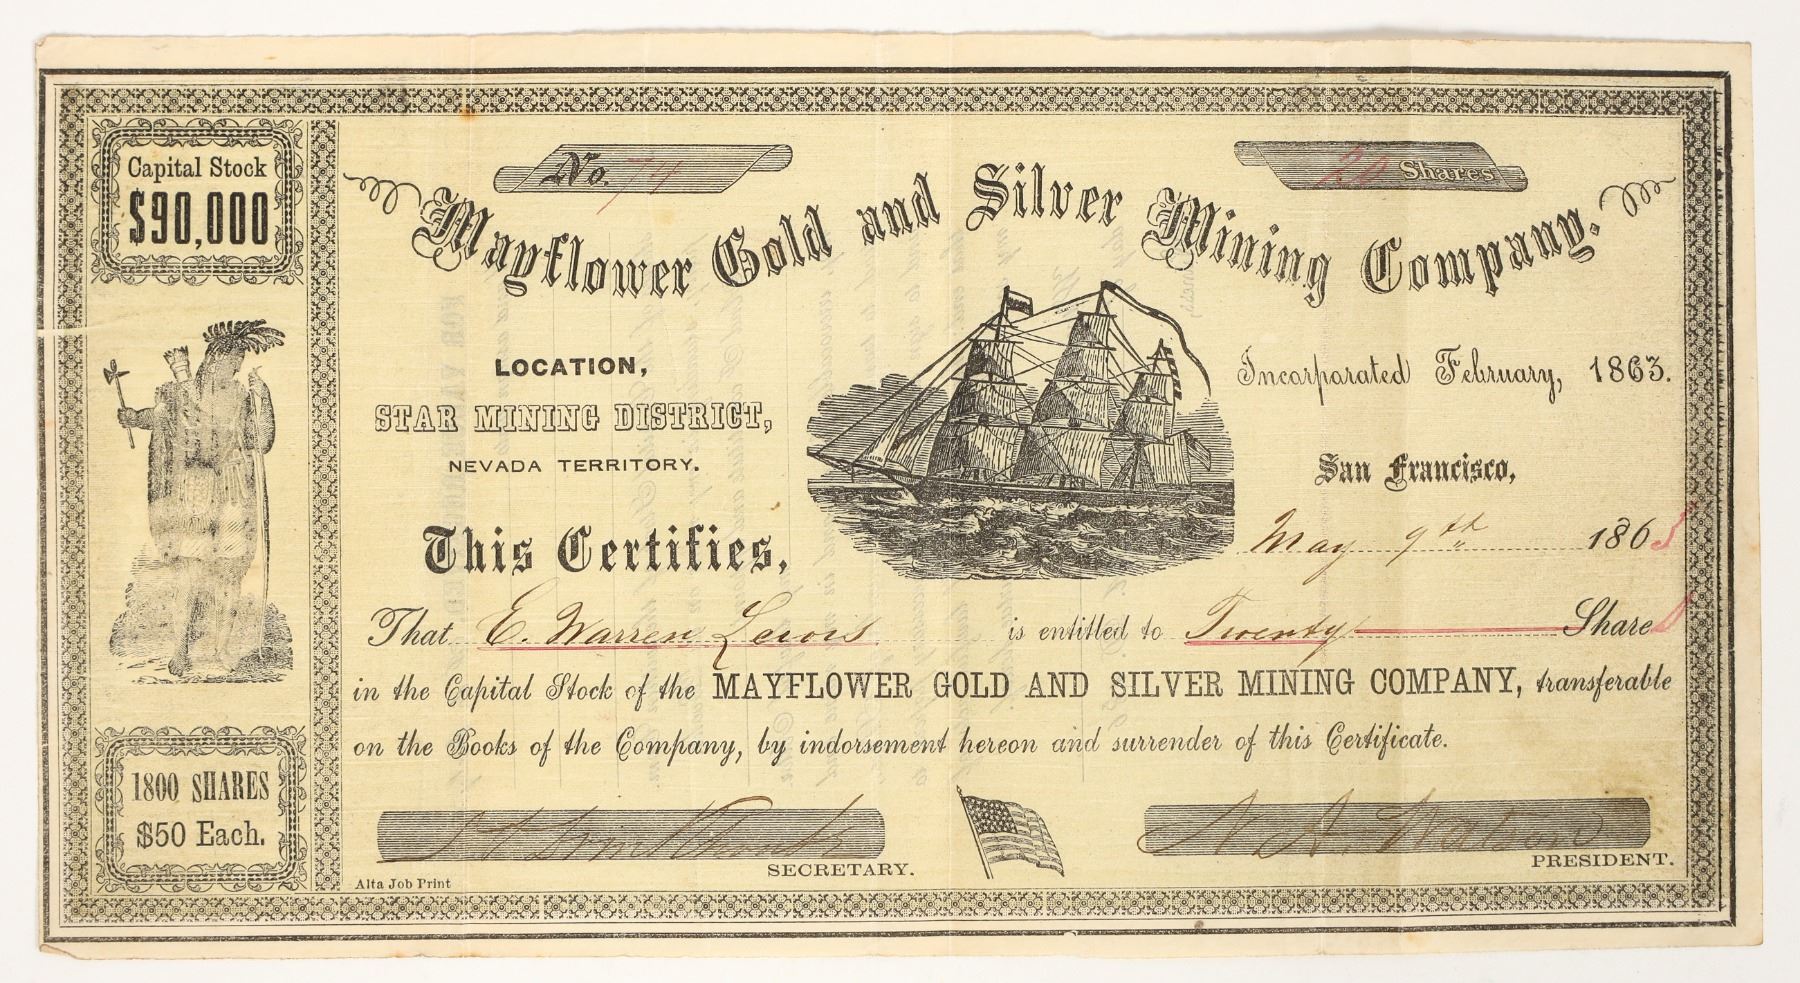 Capital Stock
$90,000
No. 74
20 Shares
Mayflower Gold and Silver Mining Company.
LOCATION,
STAR MINING DISTRICT,
NEVADA TERRITORY.
Incorporated February, 1863.
San Francisco,
May 9th 1863
This Certifies,
That E. Warren Lewis is entitled to Twenty Shares
in the Capital Stock of the MAYFLOWER GOLD AND SILVER MINING COMPANY, transferable
on the Books of the Company, by indorsement hereon and surrender of this Certificate.
1800 SHARES
$50 Each.
SECRETARY.
Watson
PRESIDENT.
Alta Job Print